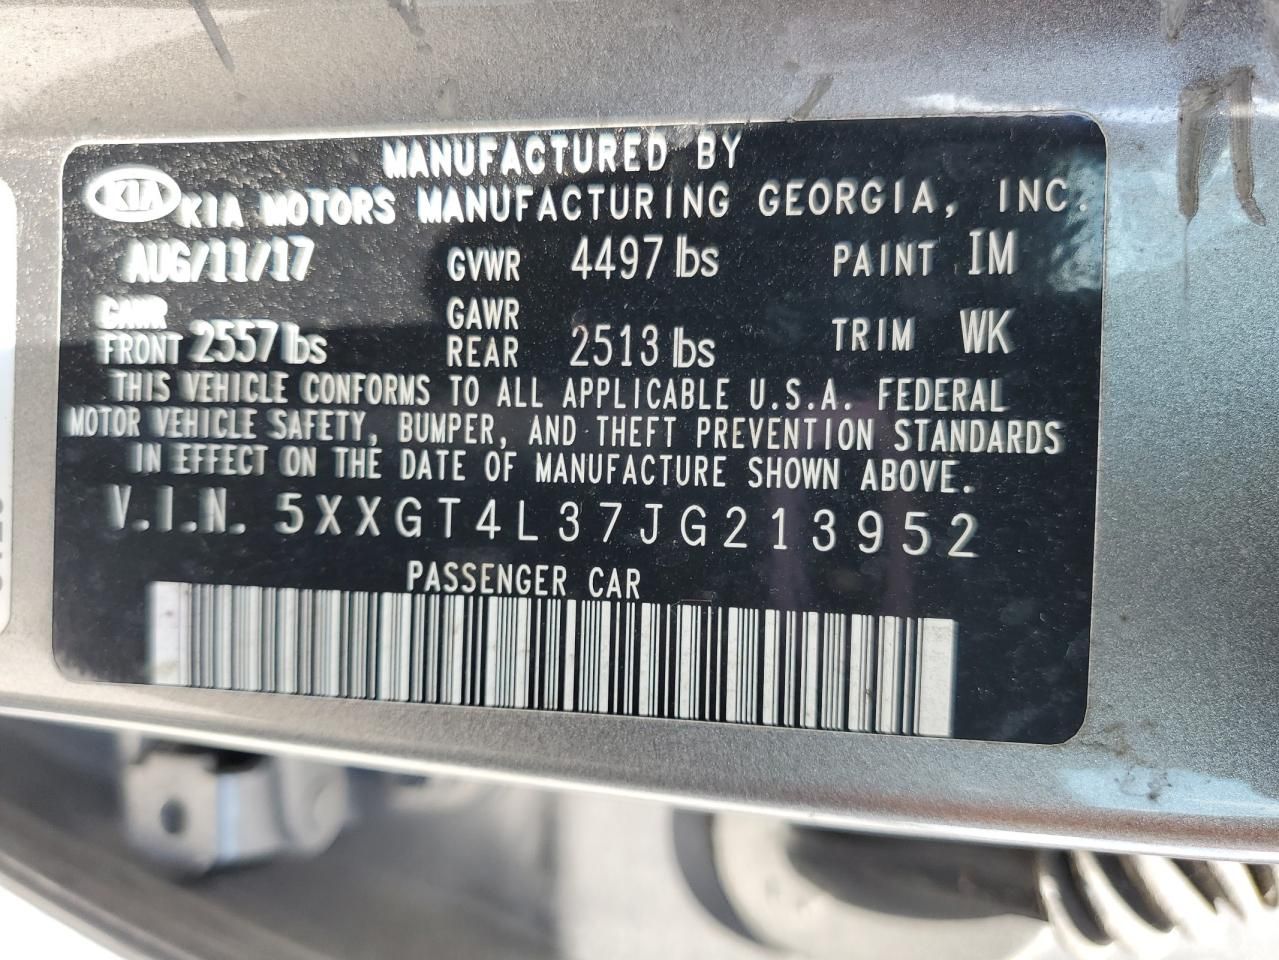 MANUFACTURED BY
KIA KIA MOTORS MANUFACTURING GEORGIA, INC.
AUG/11/17 GVWR 4497 lbs PAINT IM
GAWR FRONT 2557 lbs GAWR REAR 2513 lbs TRIM WK
THIS VEHICLE CONFORMS TO ALL APPLICABLE U.S.A. FEDERAL
MOTOR VEHICLE SAFETY, BUMPER, AND THEFT PREVENTION STANDARDS
IN EFFECT ON THE DATE OF MANUFACTURE SHOWN ABOVE.
V.I.N. 5XXGT4L37JG213952
PASSENGER CAR